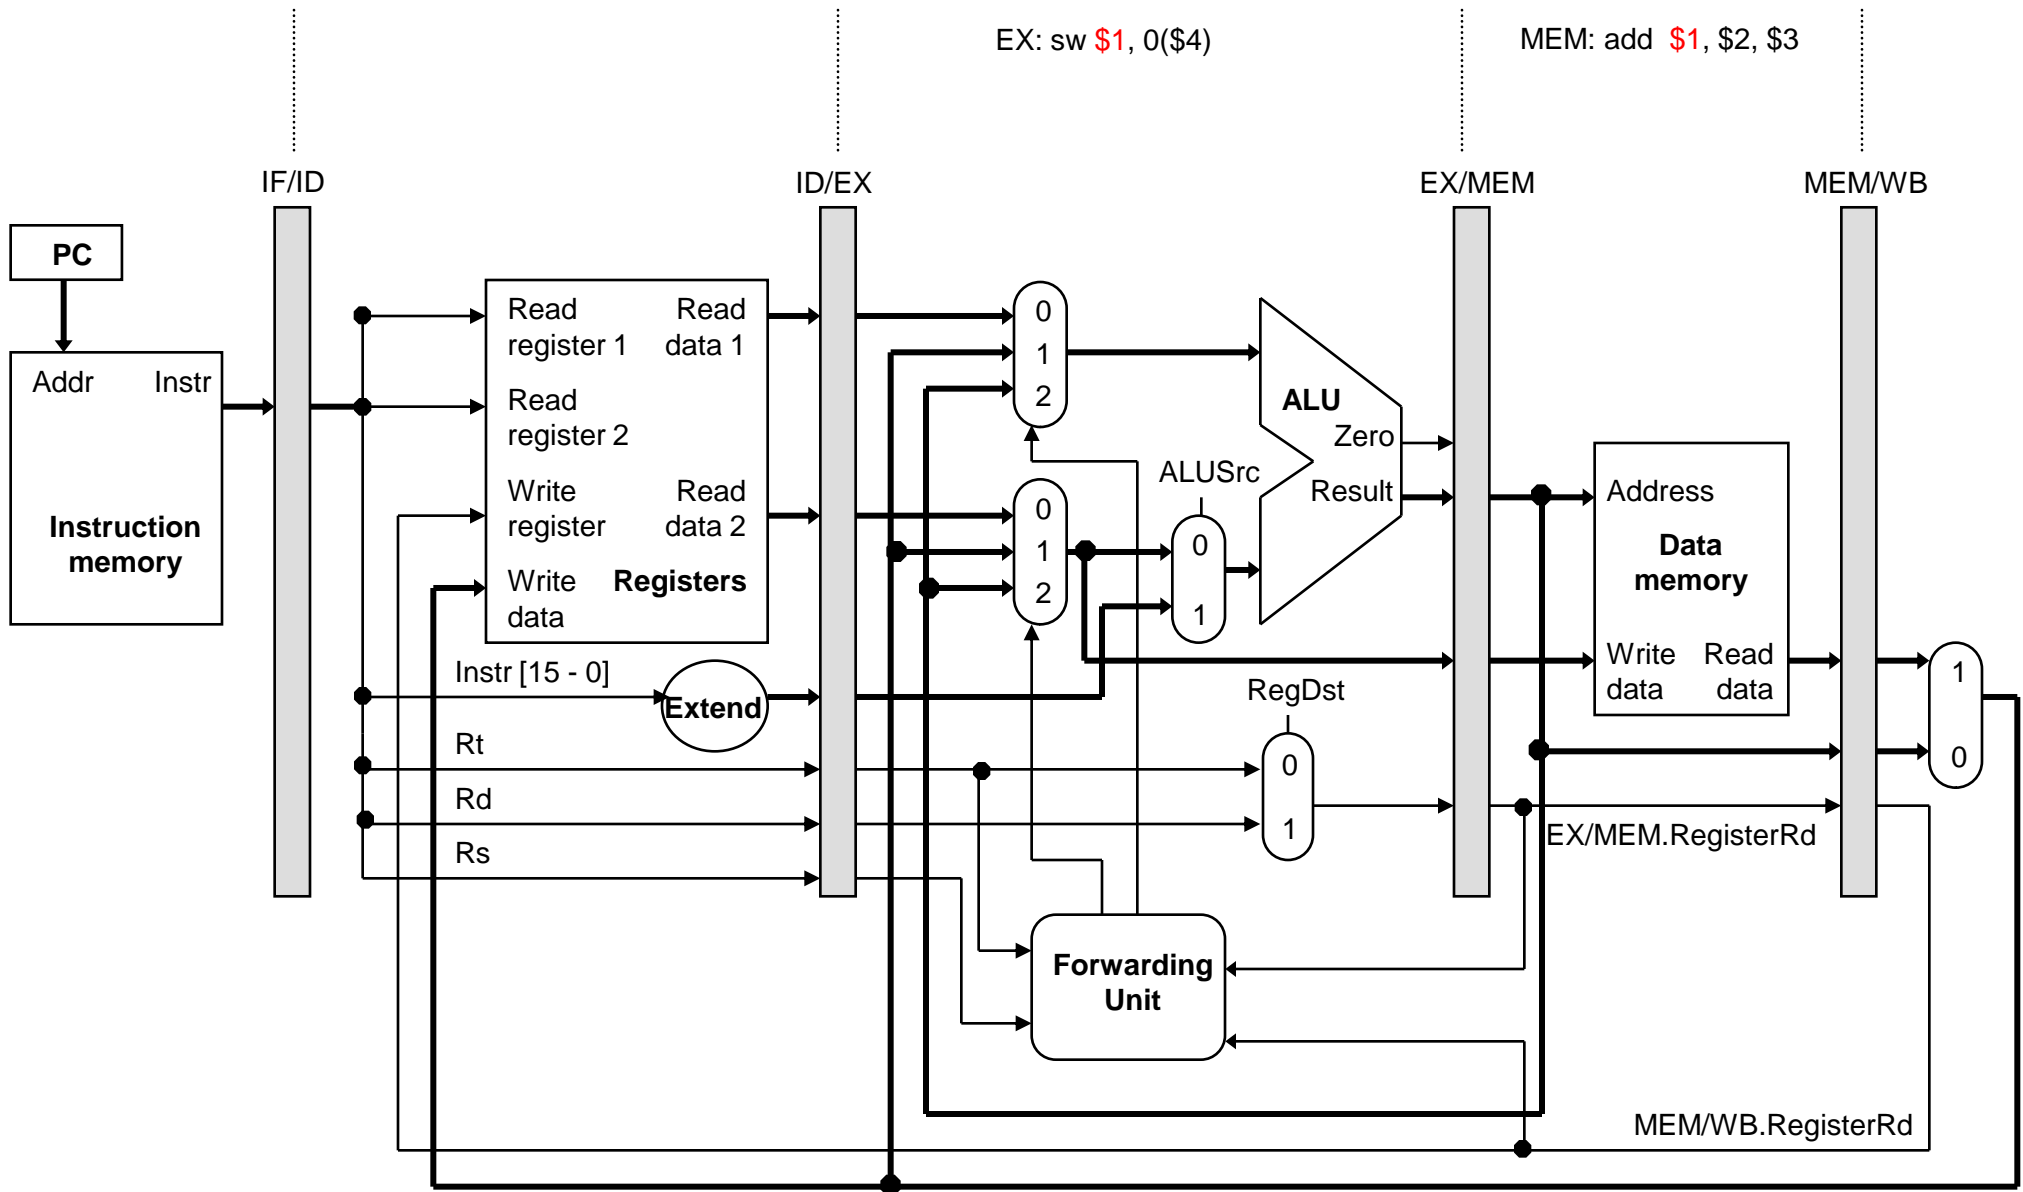 EX: sw $1, 0($4)
MEM: add $1, $2, $3
IF/ID
ID/EX
EX/MEM
MEM/WB
PC
Addr Instr
Instruction
memory
Read
register 1
Read
data 1
Read
register 2
Write
register
Read
data 2
Write
data
Registers
Instr [15 - 0]
Extend
Rt
Rd
Rs
0
1
2
0
1
2
ALUSrc
0
1
ALU
Zero
Result
RegDst
0
1
Forwarding
Unit
Address
Data
memory
Write
data
Read
data
1
0
EX/MEM.RegisterRd
MEM/WB.RegisterRd